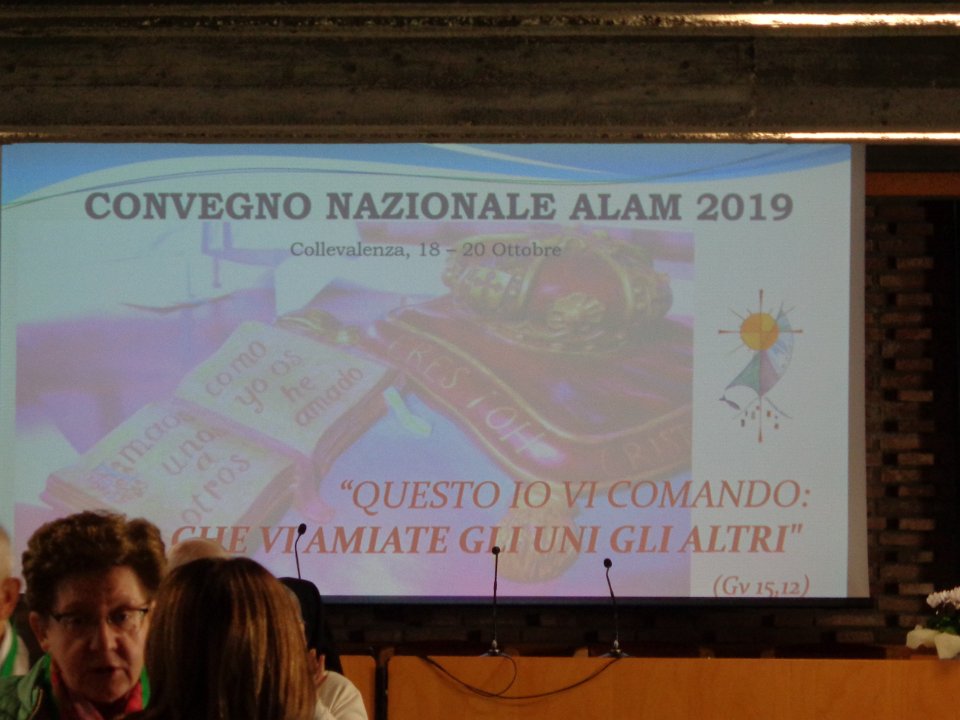 CONVEGNO NAZIONALE ALAM 2019
Collevalenza, 18 – 20 Ottobre
amaos
unos
a
otros
como
yo os
he
amado
“QUESTO IO VI COMANDO:
CHE VI AMIATE GLI UNI GLI ALTRI"
(Gv 15,12)